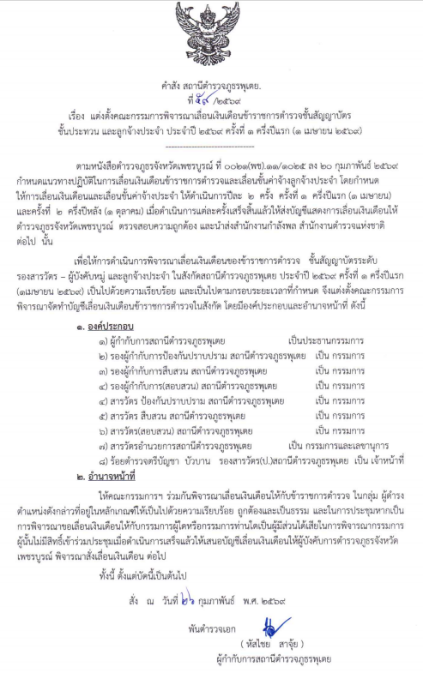 คำสั่ง สถานีตำรวจภูธรพุเตย.
ที่ ๕๙/๒๕๖๙
เรื่อง แต่งตั้งคณะกรรมการพิจารณาเลื่อนเงินเดือนข้าราชการตำรวจชั้นสัญญาบัตร
ชั้นประทวน และลูกจ้างประจำ ประจำปี ๒๕๖๙ ครั้งที่ ๑ ครึ่งปีแรก (๑ เมษายน ๒๕๖๙)
ตามหนังสือตำรวจภูธรจังหวัดเพชรบูรณ์ ที่ ๐๐๒๑(พช).๑๑/๑๐๒๕ ลง ๒๐ กุมภาพันธ์ ๒๕๖๙
กำหนดแนวทางปฏิบัติในการเลื่อนเงินเดือนข้าราชการตำรวจและเลื่อนขั้นค่าจ้างลูกจ้างประจำ โดยกำหนด
ให้การเลื่อนเงินเดือนและเลื่อนขั้นค่าจ้างฯ ให้ดำเนินการปีละ ๒ ครั้ง ครั้งที่ ๑ ครึ่งปีแรก (๑ เมษายน)
และครั้งที่ ๒ ครึ่งปีหลัง (๑ ตุลาคม) เมื่อดำเนินการแต่ละครั้งเสร็จสิ้นแล้วให้ส่งบัญชีแสดงการเลื่อนเงินเดือนให้
ตำรวจภูธรจังหวัดเพชรบูรณ์ ตรวจสอบความถูกต้อง และนำส่งสำนักงานกำลังพล สำนักงานตำรวจแห่งชาติ
ต่อไป นั้น
เพื่อให้การดำเนินการพิจารณาเลื่อนเงินเดือนของข้าราชการตำรวจ ชั้นสัญญาบัตรระดับ
รองสารวัตร – ผู้บังคับหมู่ และลูกจ้างประจำ ในสังกัดสถานีตำรวจภูธรพุเตย ประจำปี ๒๕๖๙ ครั้งที่ ๑ ครึ่งปีแรก
(๑เมษายน ๒๕๖๙) เป็นไปด้วยความเรียบร้อย และเป็นไปตามกรอบระยะเวลาที่กำหนด จึงแต่งตั้งคณะกรรมการ
พิจารณาจัดทำบัญชีเลื่อนเงินเดือนข้าราชการตำรวจในสังกัด โดยมีองค์ประกอบและอำนาจหน้าที่ ดังนี้
๑. องค์ประกอบ
๑) ผู้กำกับการสถานีตำรวจภูธรพุเตย เป็นประธานกรรมการ
๒) รองผู้กำกับการป้องกันปราบปราม สถานีตำรวจภูธรพุเตย เป็น กรรมการ
๓) รองผู้กำกับการสืบสวน สถานีตำรวจภูธรพุเตย เป็น กรรมการ
๔) รองผู้กำกับการ(สอบสวน) สถานีตำรวจภูธรพุเตย เป็น กรรมการ
๔) สารวัตร ป้องกันปราบปราม สถานีตำรวจภูธรพุเตย เป็น กรรมการ
๕) สารวัตร สืบสวน สถานีตำรวจภูธรพุเตย เป็น กรรมการ
๖) สารวัตร(สอบสวน) สถานีตำรวจภูธรพุเตย เป็น กรรมการ
๗) สารวัตรอำนวยการสถานีตำรวจภูธรพุเตย เป็น กรรมการและเลขานุการ
๘) ร้อยตำรวจตรีบัญชา บัวบาน รองสารวัตร(ป.)สถานีตำรวจภูธรพุเตย เป็น เจ้าหน้าที่
๒. อำนาจหน้าที่
ให้คณะกรรมการฯ ร่วมกันพิจารณาเลื่อนเงินเดือนให้กับข้าราชการตำรวจ ในกลุ่ม ผู้ดำรง
ตำแหน่งดังกล่าวที่อยู่ในหลักเกณฑ์ให้เป็นไปด้วยความเรียบร้อย ถูกต้องและเป็นธรรม และในการประชุมหากเป็น
การพิจารณาขอเลื่อนเงินเดือนให้กับกรรมการผู้ใดหรือกรรมการท่านใดเป็นผู้มีส่วนได้เสียในการพิจารณากรรมการ
ผู้นั้นไม่มีสิทธิ์เข้าร่วมประชุมเมื่อดำเนินการเสร็จแล้วให้เสนอบัญชีเลื่อนเงินเดือนให้ผู้บังคับการตำรวจภูธรจังหวัด
เพชรบูรณ์ พิจารณาสั่งเลื่อนเงินเดือน ต่อไป
ทั้งนี้ ตั้งแต่บัดนี้เป็นต้นไป
สั่ง ณ วันที่ ๒๖ กุมภาพันธ์ พ.ศ. ๒๕๖๙
พันตำรวจเอก
( หัสไชย สาจุ้ย )
ผู้กำกับการสถานีตำรวจภูธรพุเตย